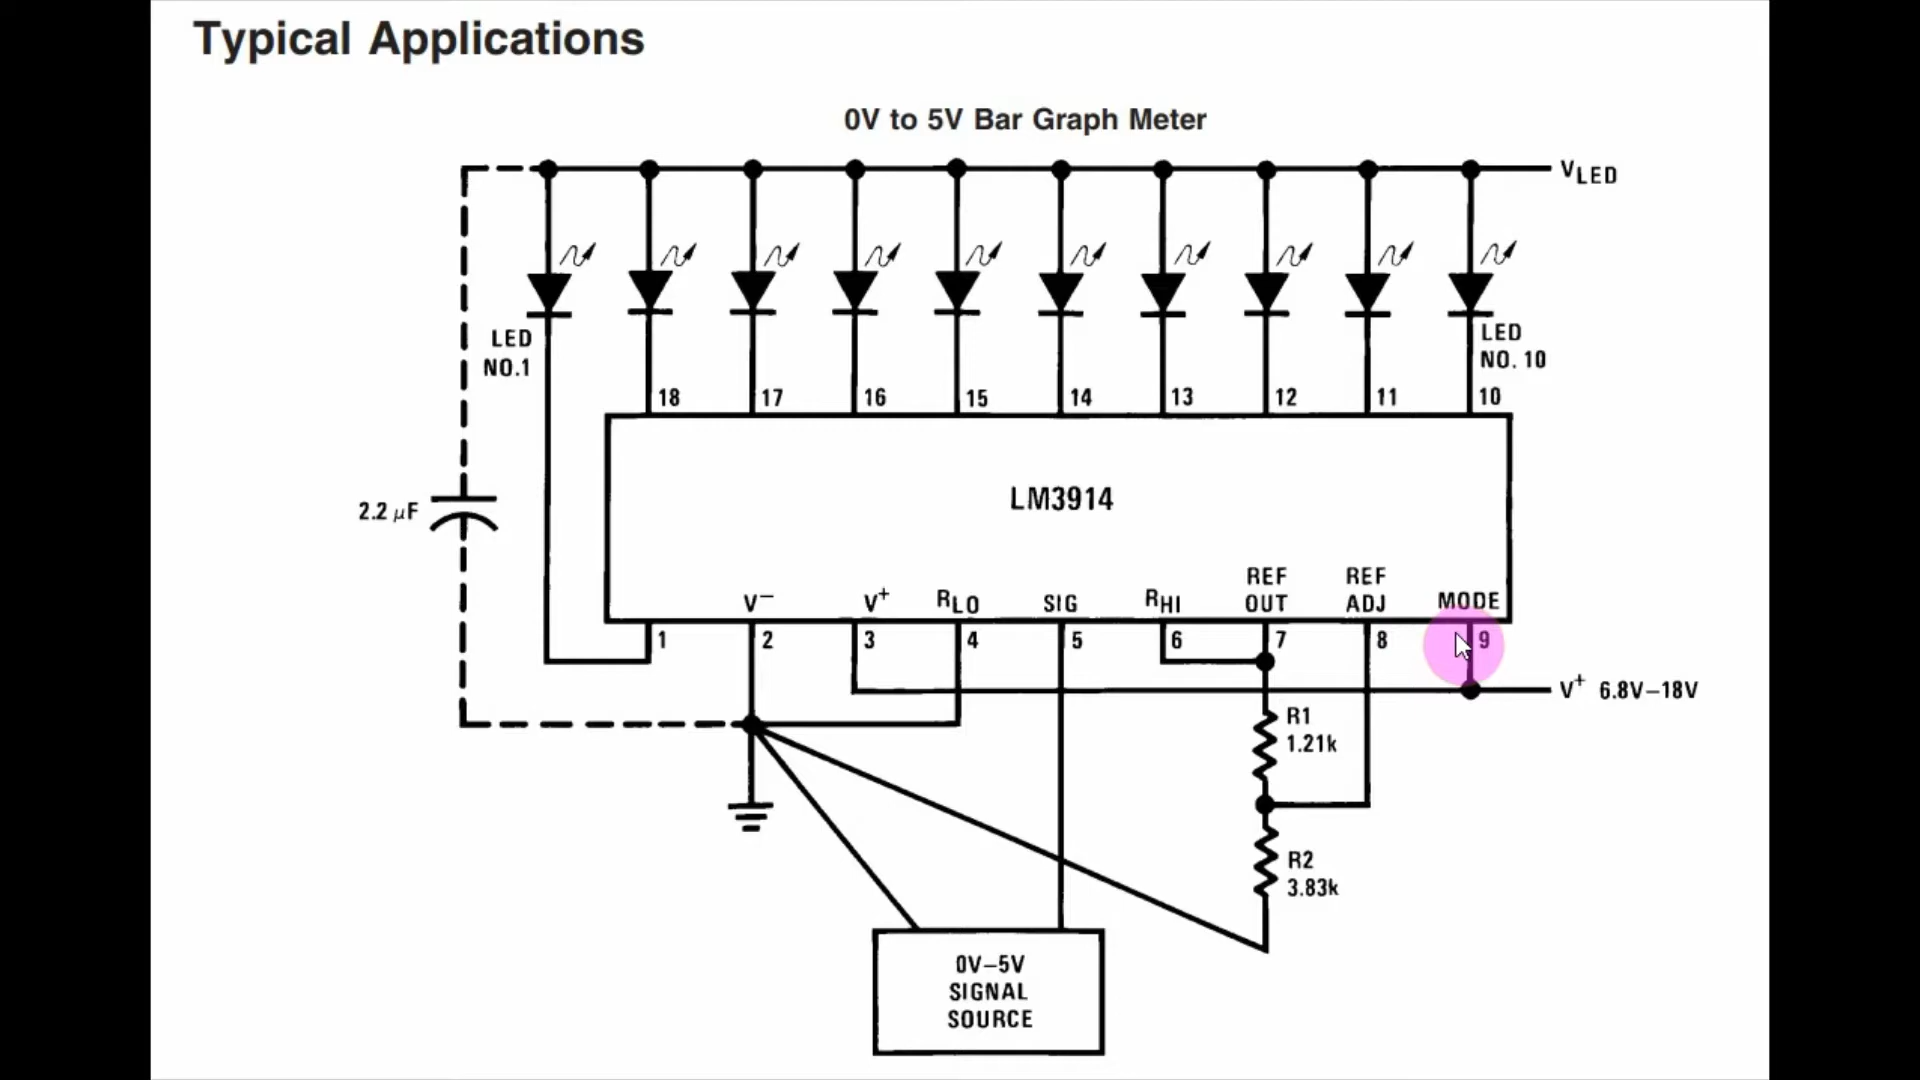 Typical Applications
0V to 5V Bar Graph Meter
VLED
LED
NO.1
LED
NO. 10
18 17 16 15 14 13 12 11 10
2.2 µF
LM3914
REF REF
V− V+ RLO SIG RHI OUT ADJ MODE
1 2 3 4 5 6 7 8 9
V+ 6.8V–18V
R1
1.21k
R2
3.83k
0V–5V
SIGNAL
SOURCE